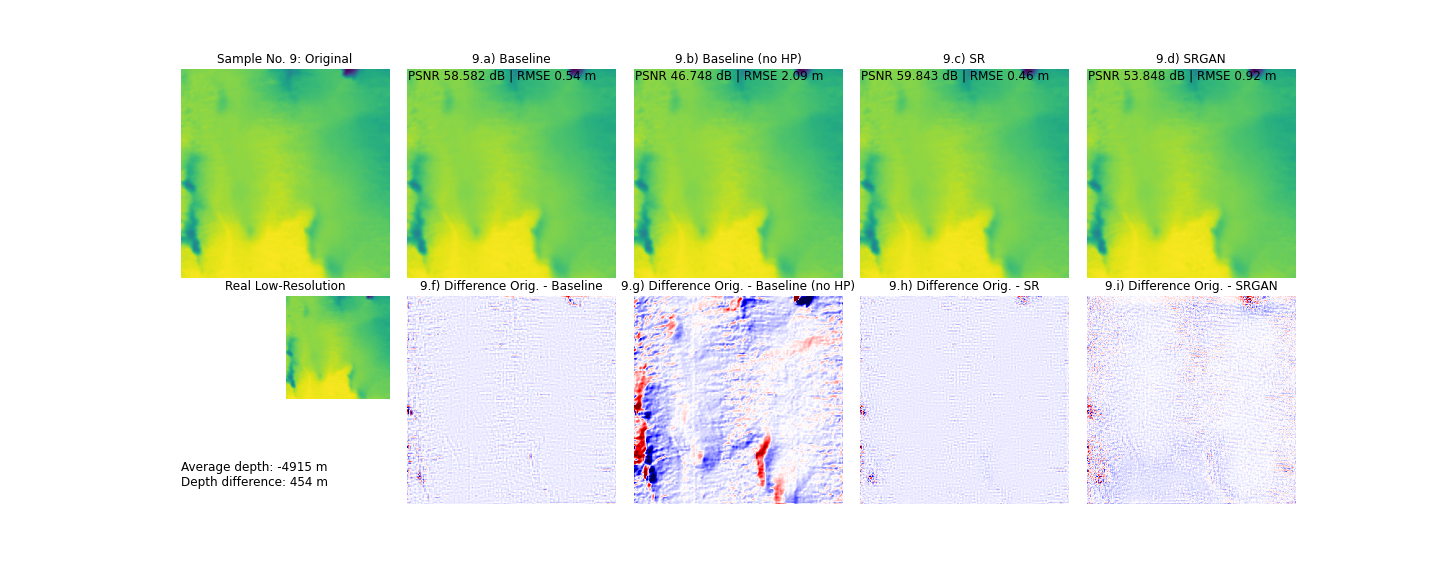 Sample No. 9: Original
9.a) Baseline
9.b) Baseline (no HP)
9.c) SR
9.d) SRGAN
PSNR 58.582 dB | RMSE 0.54 m
PSNR 46.748 dB | RMSE 2.09 m
PSNR 59.843 dB | RMSE 0.46 m
PSNR 53.848 dB | RMSE 0.92 m
Real Low-Resolution
9.f) Difference Orig. - Baseline
9.g) Difference Orig. - Baseline (no HP)
9.h) Difference Orig. - SR
9.i) Difference Orig. - SRGAN
Average depth: -4915 m
Depth difference: 454 m